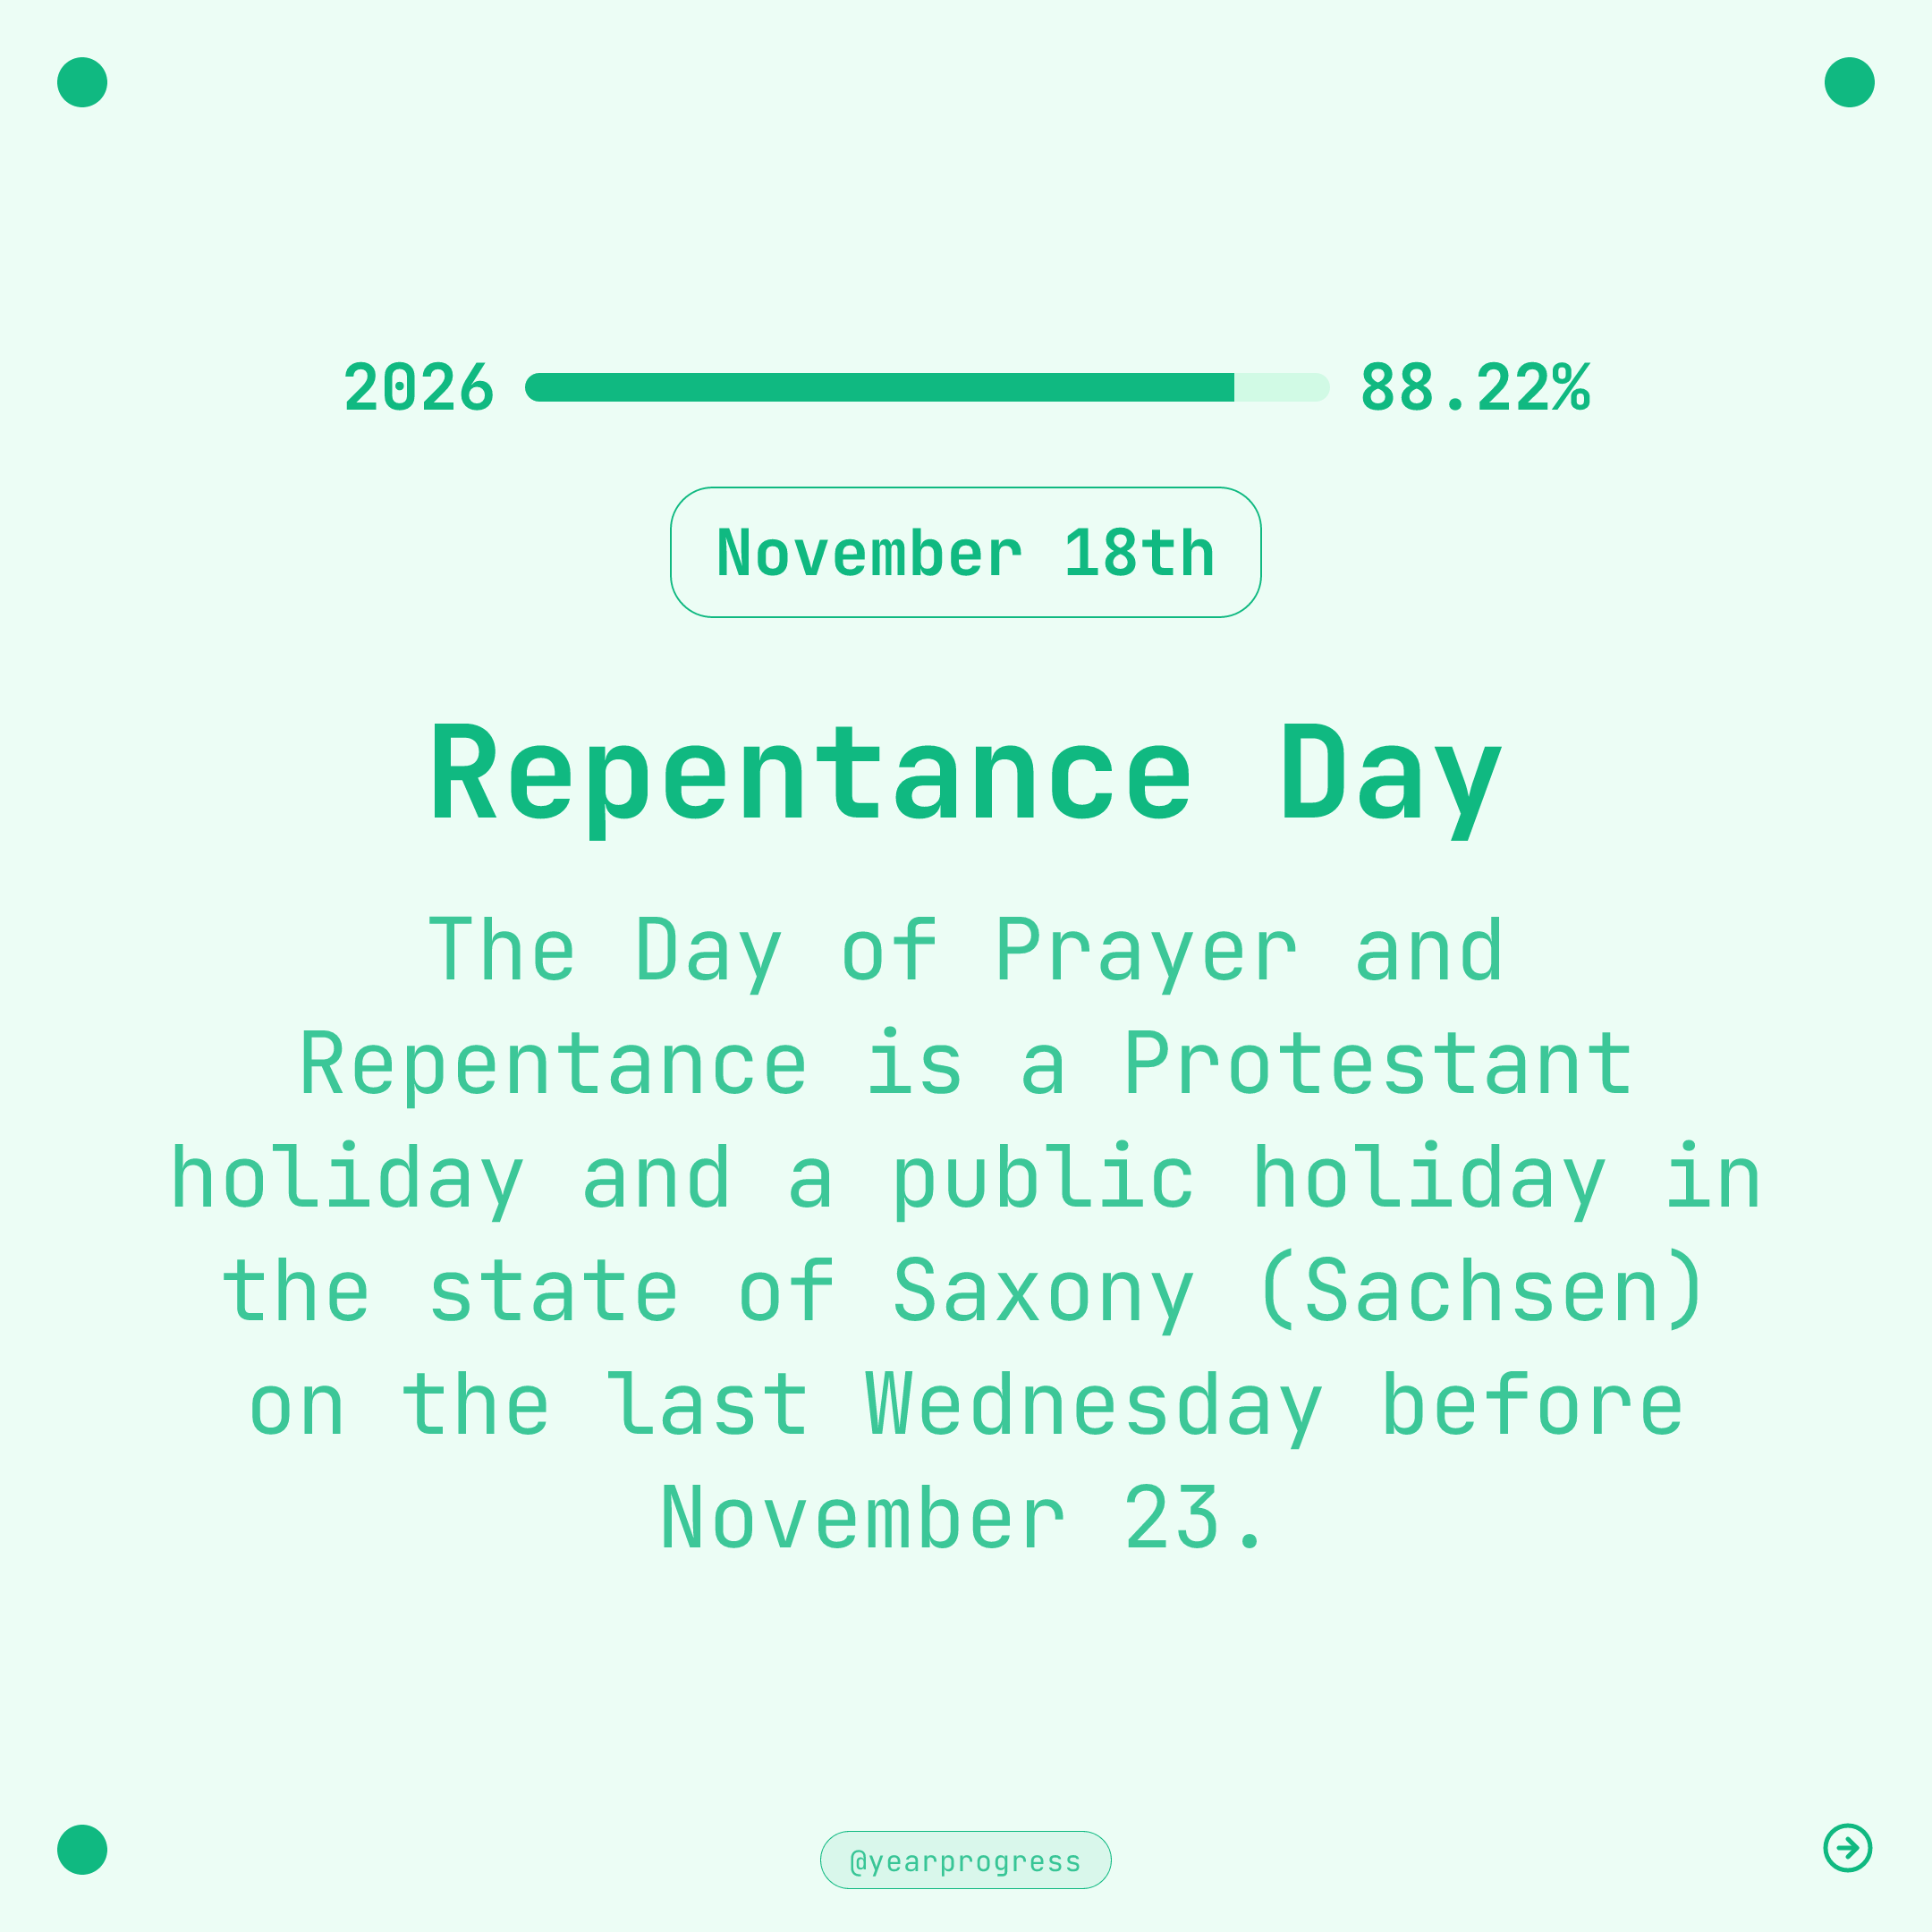 2026 88.22%
November 18th
Repentance Day
The Day of Prayer and
Repentance is a Protestant
holiday and a public holiday in
the state of Saxony (Sachsen)
on the last Wednesday before
November 23.
@yearprogress